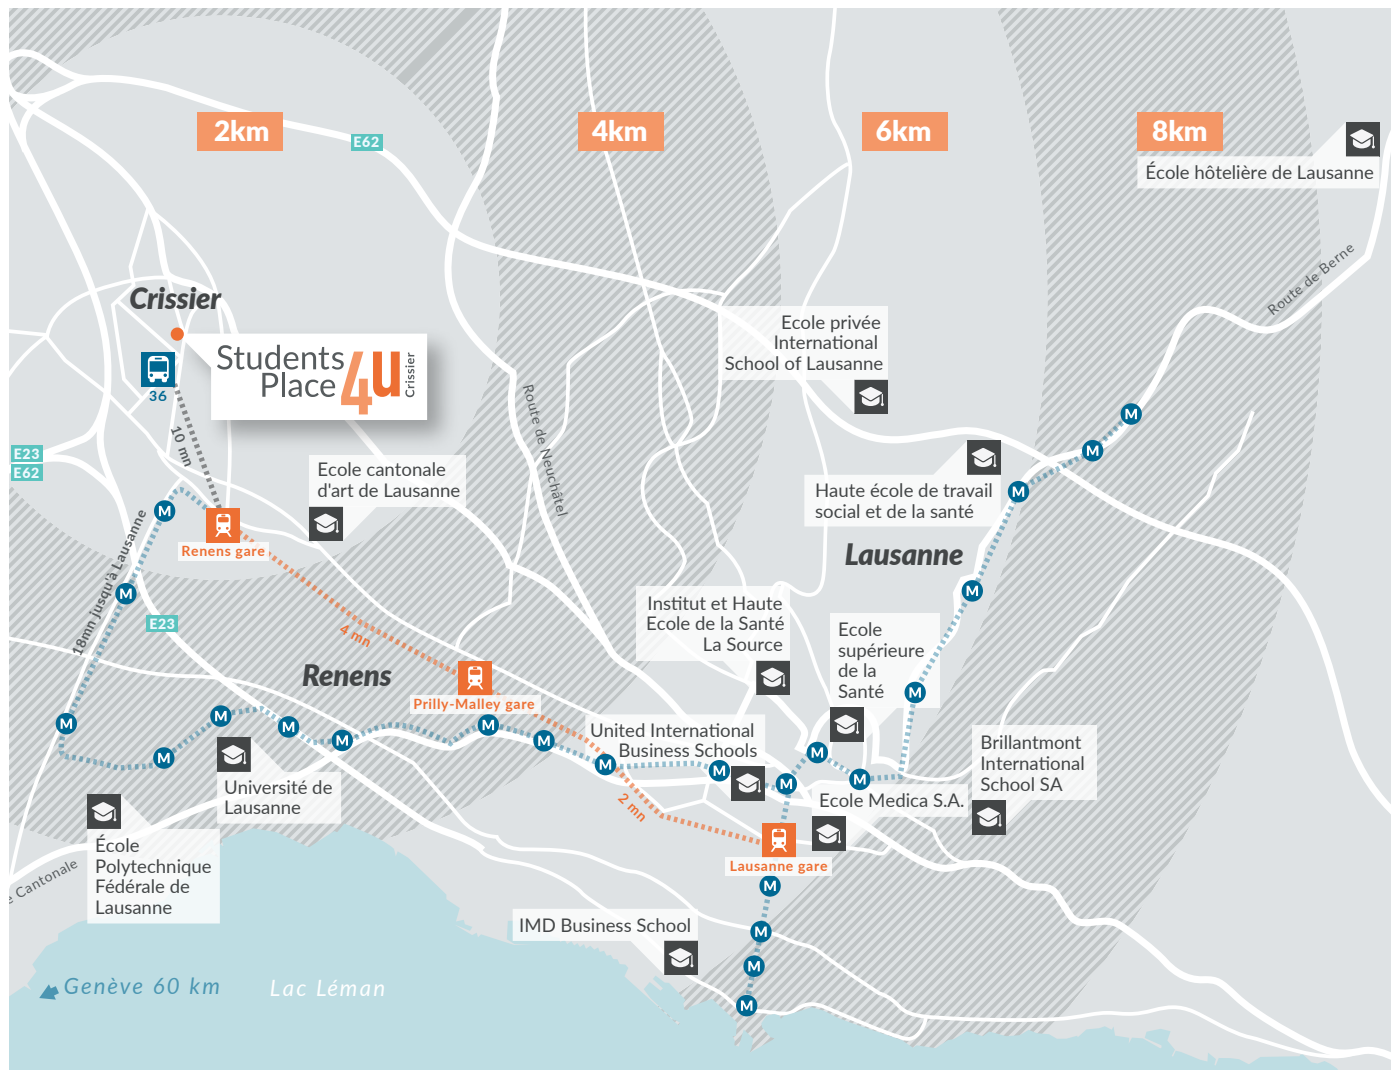 2km
4km
6km
8km
E62
École hôtelière de Lausanne
Route de Berne
Crissier
Students
Place
4u
Crissier
36
10 mn
Ecole privée
International
School of Lausanne
Route de Neuchâtel
E23
E62
Ecole cantonale
d'art de Lausanne
M
M
M
Haute école de travail
social et de la santé
M
M
Renens gare
18mn jusqu'à Lausanne
Lausanne
M
M
E23
4 mn
Institut et Haute
Ecole de la Santé
La Source
Ecole
supérieure
de la
Santé
Renens
Prilly-Malley gare
M
M
M
M
M
M
M
M
M
M
M
M
M
M
United International
Business Schools
Brillantmont
International
School SA
Université de
Lausanne
2 mn
Ecole Medica S.A.
École
Polytechnique
Fédérale de
Lausanne
e Cantonale
Lausanne gare
M
M
M
M
IMD Business School
Genève 60 km
Lac Léman